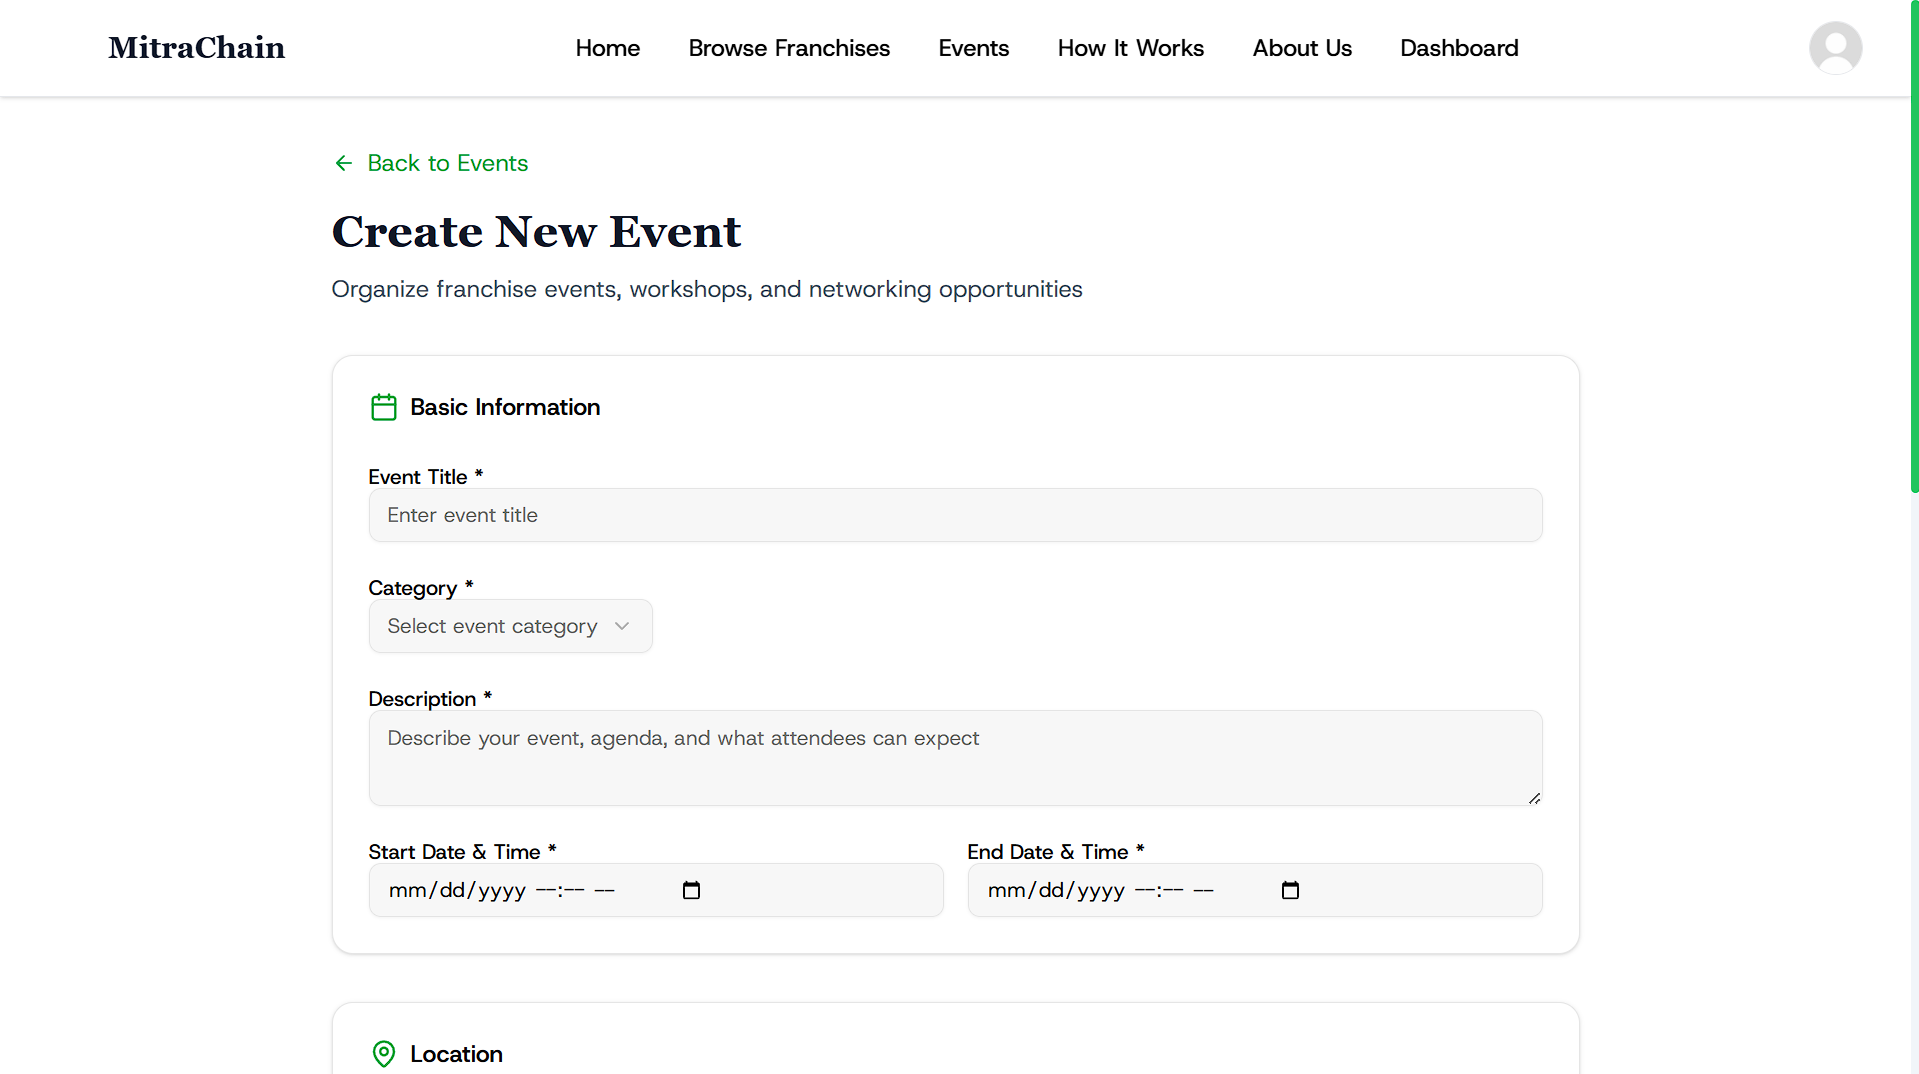 MitraChain
Home Browse Franchises Events How It Works About Us Dashboard
Back to Events
Create New Event
Organize franchise events, workshops, and networking opportunities
Basic Information
Event Title *
Enter event title
Category *
Select event category
Description *
Describe your event, agenda, and what attendees can expect
Start Date & Time * End Date & Time *
mm/dd/yyyy --:-- -- mm/dd/yyyy --:-- --
Location